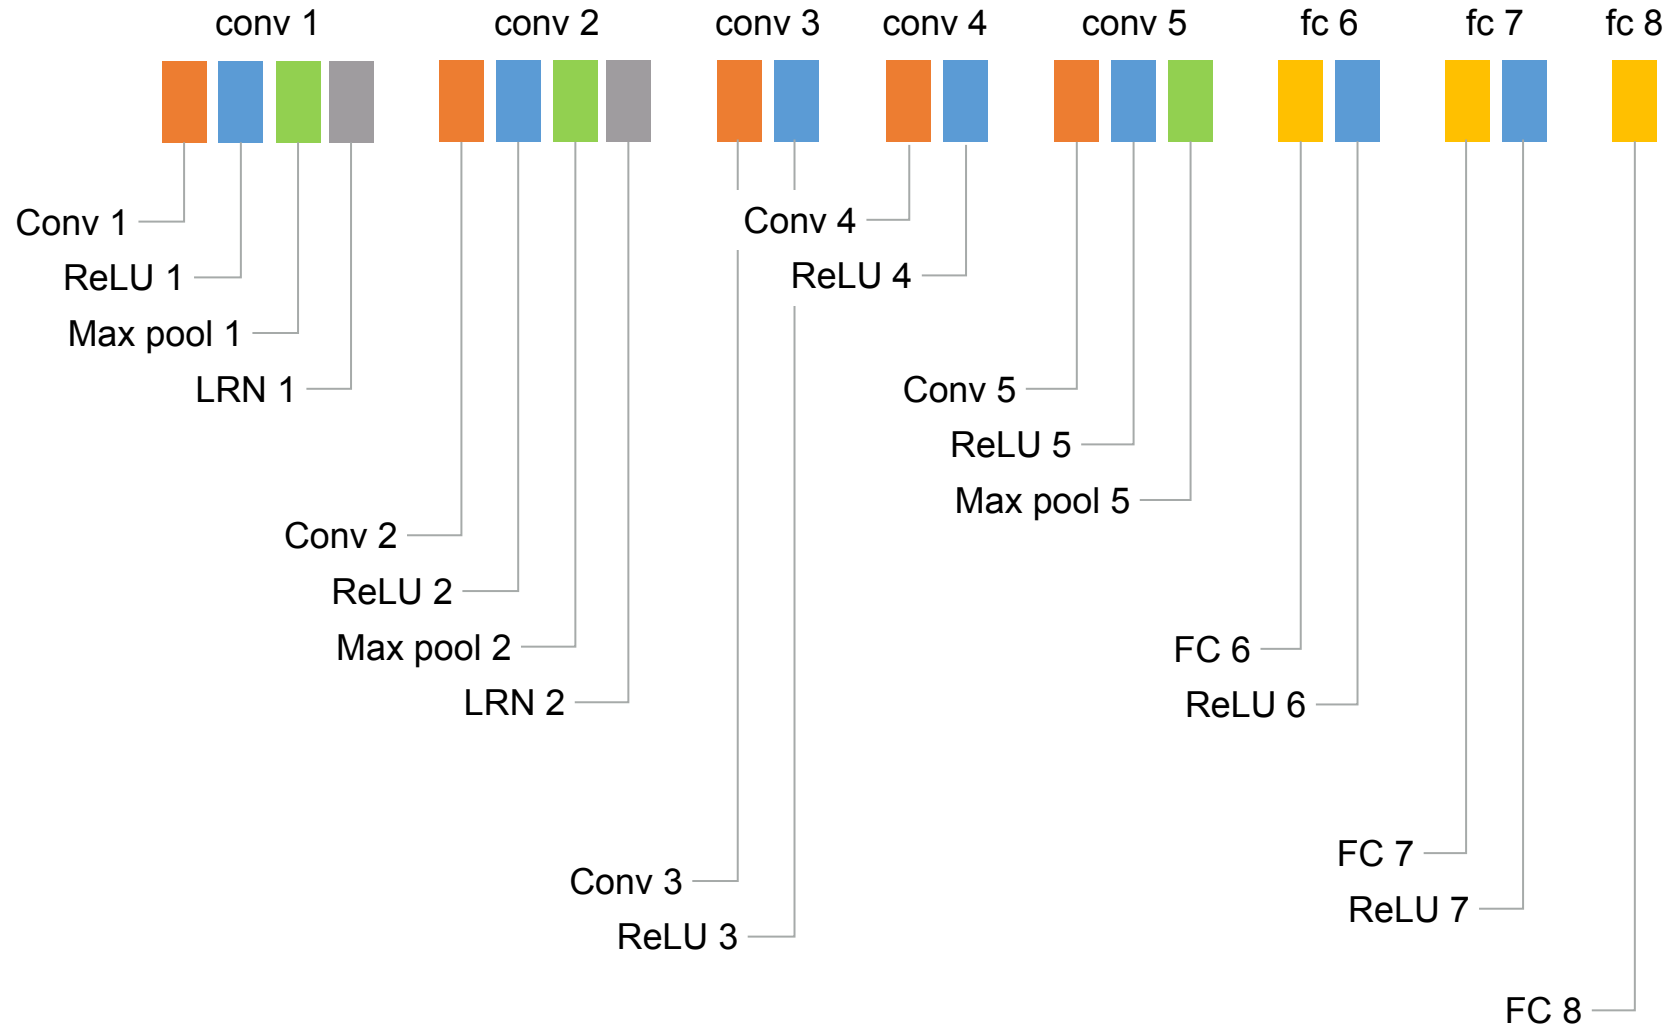 conv 1 conv 2 conv 3 conv 4 conv 5 fc 6 fc 7 fc 8
Conv 1
ReLU 1
Max pool 1
LRN 1
Conv 2
ReLU 2
Max pool 2
LRN 2
Conv 3
ReLU 3
Conv 4
ReLU 4
Conv 5
ReLU 5
Max pool 5
FC 6
ReLU 6
FC 7
ReLU 7
FC 8